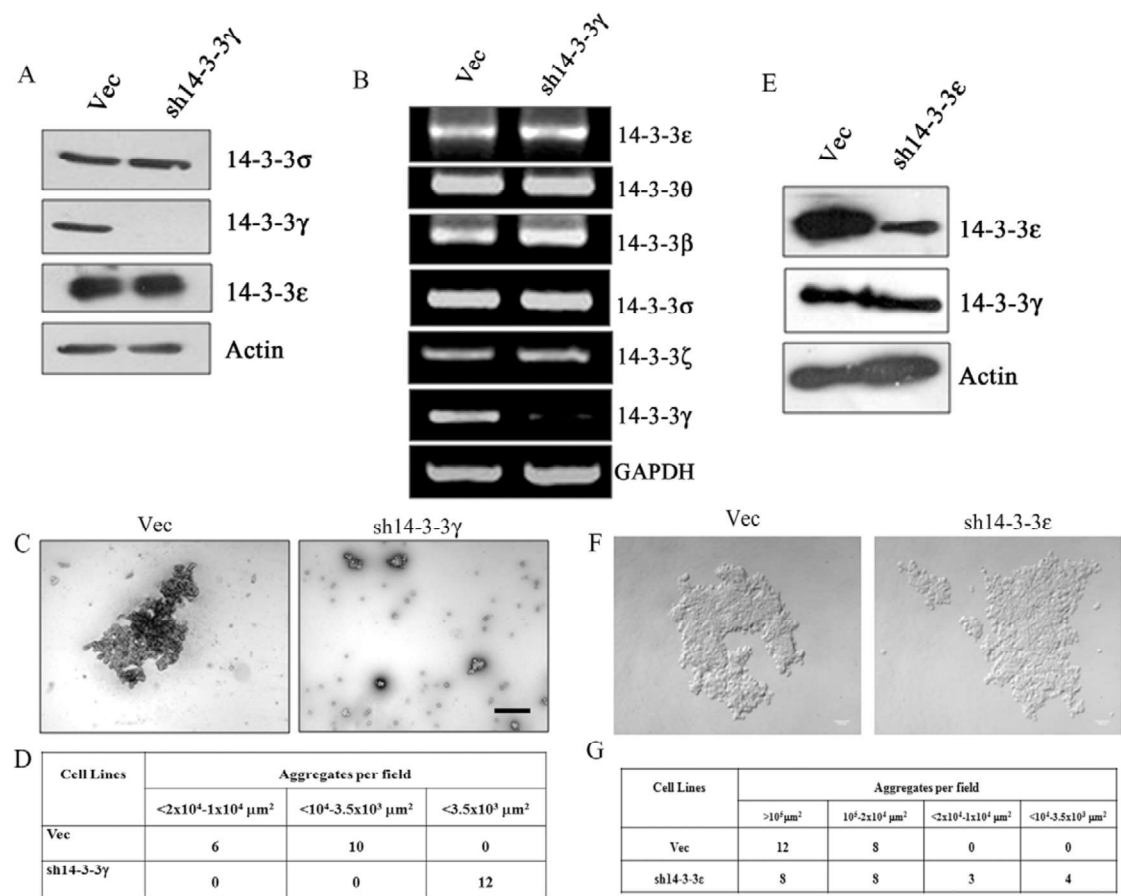 A
Vec
sh14-3-3γ
14-3-3σ
14-3-3γ
14-3-3ε
Actin
B
Vec
sh14-3-3γ
14-3-3ε
14-3-3θ
14-3-3β
14-3-3σ
14-3-3ζ
14-3-3γ
GAPDH
E
Vec
sh14-3-3ε
14-3-3ε
14-3-3γ
Actin
C
Vec
sh14-3-3γ
F
Vec
sh14-3-3ε
D
Cell Lines
Aggregates per field
<2x10⁴-1x10⁴ μm² <10⁴-3.5x10³ μm² <3.5x10³ μm²
Vec 6 10 0
sh14-3-3γ 0 0 12
G
Cell Lines
Aggregates per field
>10⁵μm² 10⁵-2x10⁴ μm² <2x10⁴-1x10⁴ μm² <10⁴-3.5x10³ μm²
Vec 12 8 0 0
sh14-3-3ε 8 8 3 4